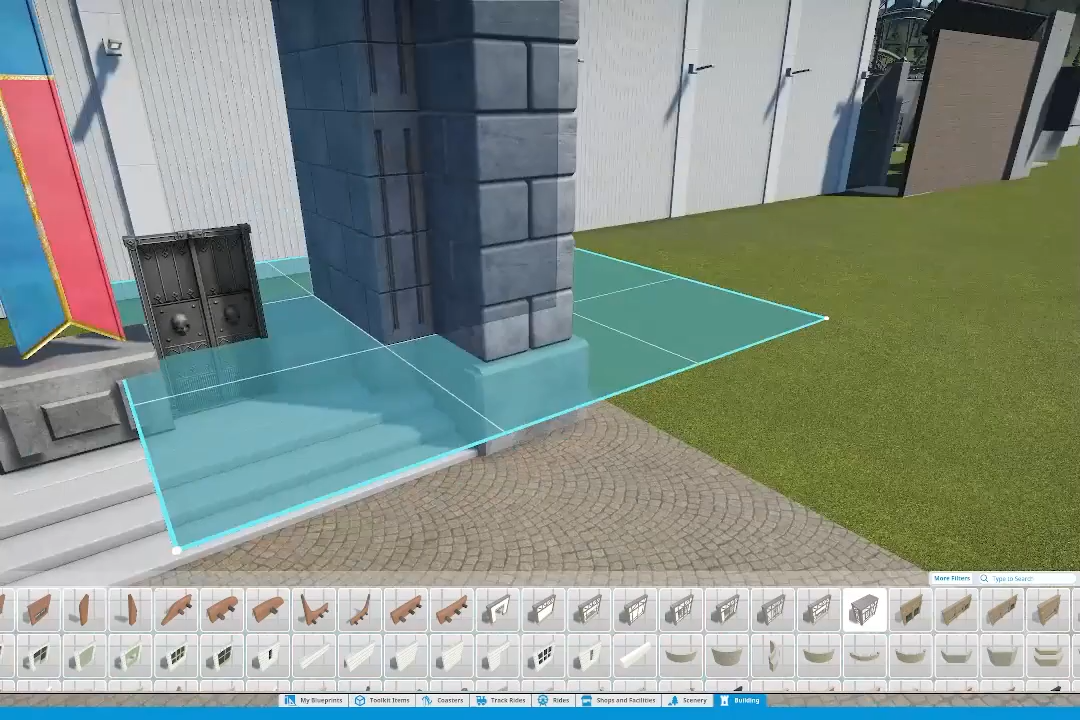 More Filters Type to Search
My Blueprints Toolkit Items Coasters Track Rides Rides Shops and Facilities Scenery Building